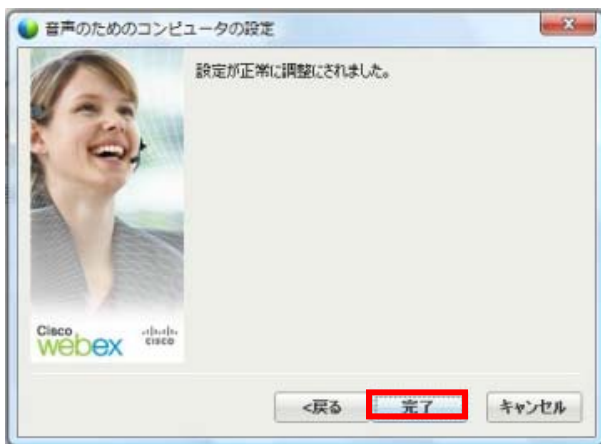 音声のためのコンピュータの設定
設定が正常に調整にされました。
Cisco
webex
cisco
<戻る
完了
キャンセル